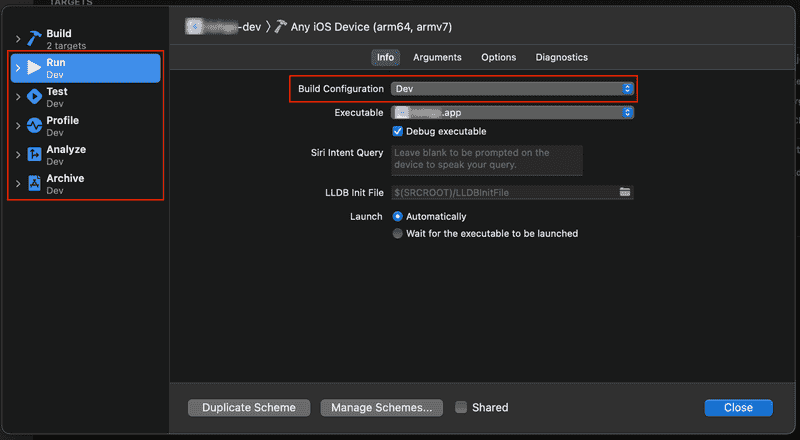 TARGETS
-dev
Any iOS Device (arm64, armv7)
Build
2 targets
Run
Dev
Test
Dev
Profile
Dev
Analyze
Dev
Archive
Dev
Info
Arguments
Options
Diagnostics
Build Configuration
Dev
Executable
.app
Debug executable
Siri Intent Query
Leave blank to be prompted on the
device to speak your query.
LLDB Init File
$(SRCROOT)/LLDBInitFile
Launch
Automatically
Wait for the executable to be launched
Duplicate Scheme
Manage Schemes...
Shared
Close